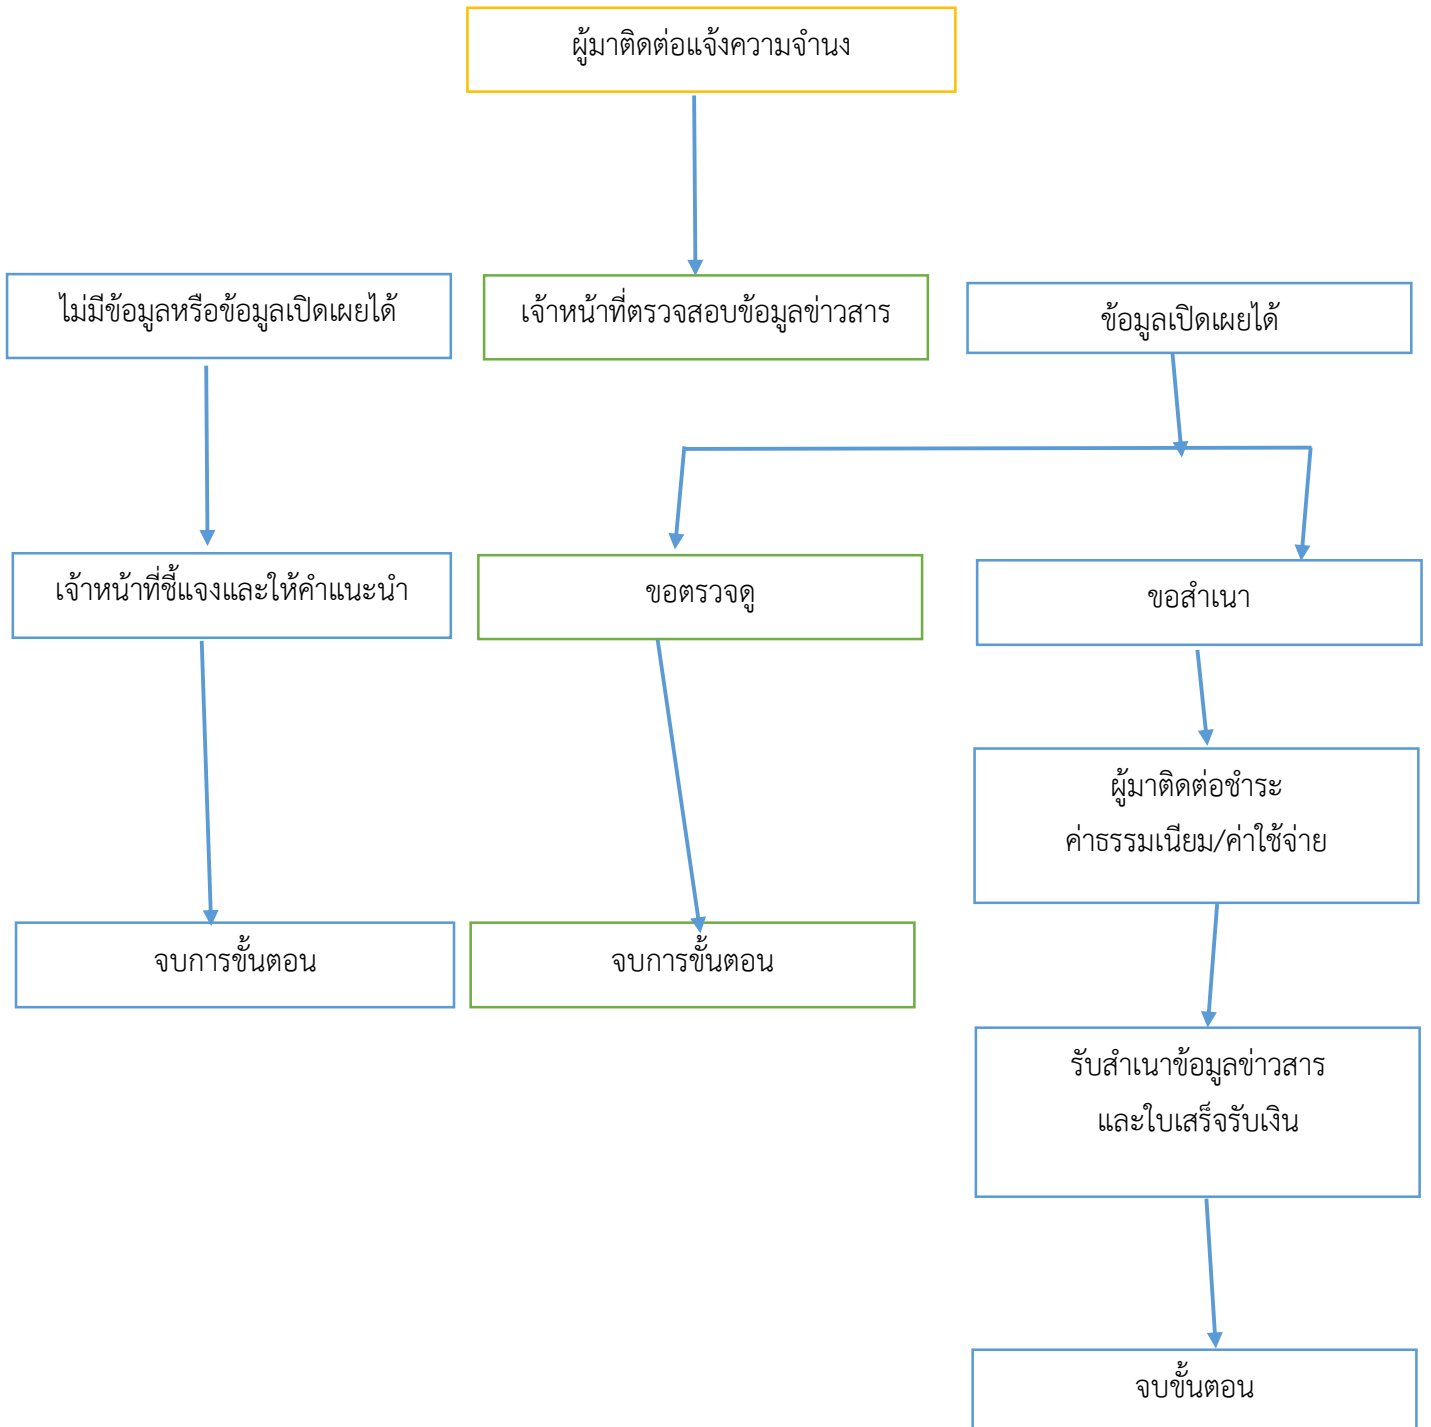 ผู้มาติดต่อแจ้งความจำนง
ไม่มีข้อมูลหรือข้อมูลเปิดเผยได้
เจ้าหน้าที่ตรวจสอบข้อมูลข่าวสาร
ข้อมูลเปิดเผยได้
เจ้าหน้าที่ชี้แจงและให้คำแนะนำ
ขอตรวจดู
ขอสำเนา
ผู้มาติดต่อชำระ
ค่าธรรมเนียม/ค่าใช้จ่าย
จบการขั้นตอน
จบการขั้นตอน
รับสำเนาข้อมูลข่าวสาร
และใบเสร็จรับเงิน
จบขั้นตอน